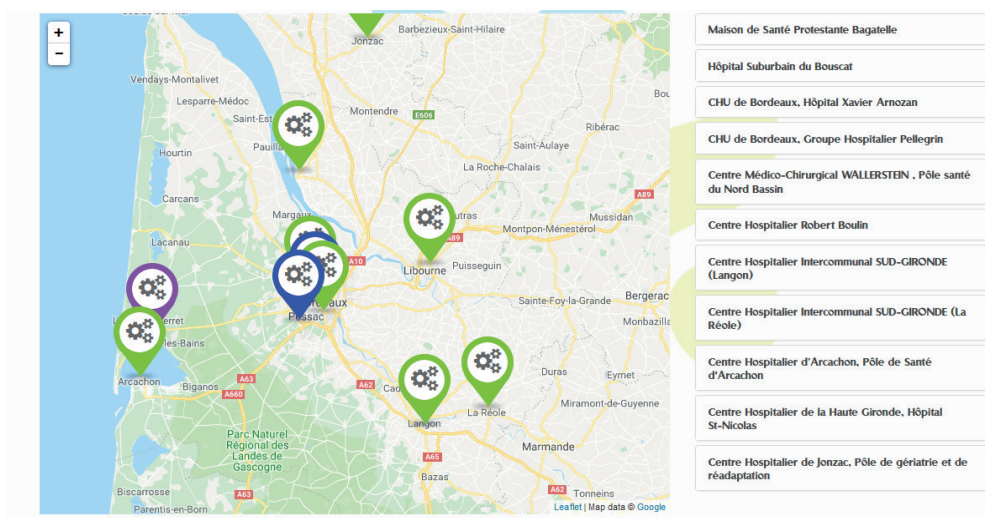 +
−
Jonzac
Barbezieux-Saint-Hilaire
Vendays-Montalivet
Lesparre-Médoc
Montendre
E606
Saint-Est
Ribérac
Hourtin
Pauilla
Saint-Aulaye
La Roche-Chalais
Carcans
A89
Margaux
utras
Mussidan
Montpon-Ménestérol
Lacanau
A89
A10
Libourne
Puisseguin
Sainte-Foy-la-Grande
Bergerac
Pessac
Monbazilla
erret
les-Bains
Arcachon
Biganos
A63
A660
A62
Duras
Eymet
La Réole
Miramont-de-Guyenne
Langon
Parc Naturel
Régional des
Landes de
Gascogne
Marmande
A65
Bazas
Biscarrosse
A63
A62
Tonneins
Parentis-en-Born
Leaflet | Map data © Google
Maison de Santé Protestante Bagatelle
Hôpital Suburbain du Bouscat
CHU de Bordeaux, Hôpital Xavier Arnozan
CHU de Bordeaux, Groupe Hospitalier Pellegrin
Centre Médico-Chirurgical WALLERSTEIN , Pôle santé
du Nord Bassin
Centre Hospitalier Robert Boulin
Centre Hospitalier Intercommunal SUD-GIRONDE
(Langon)
Centre Hospitalier Intercommunal SUD-GIRONDE (La
Réole)
Centre Hospitalier d'Arcachon, Pôle de Santé
d'Arcachon
Centre Hospitalier de la Haute Gironde, Hôpital
St-Nicolas
Centre Hospitalier de Jonzac, Pôle de gériatrie et de
réadaptation